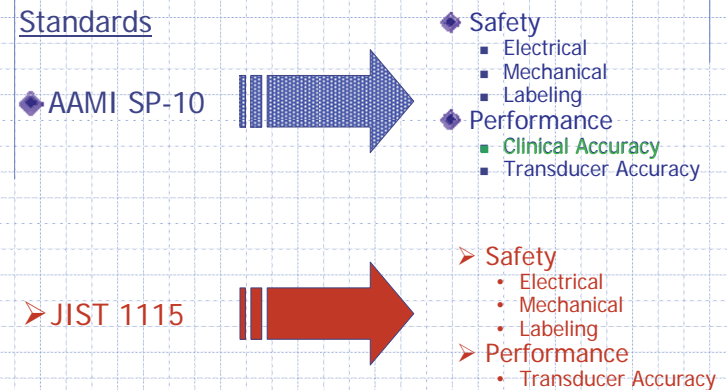 Standards
AAMI SP-10
Safety
Electrical
Mechanical
Labeling
Performance
Clinical Accuracy
Transducer Accuracy
JIST 1115
Safety
Electrical
Mechanical
Labeling
Performance
Transducer Accuracy